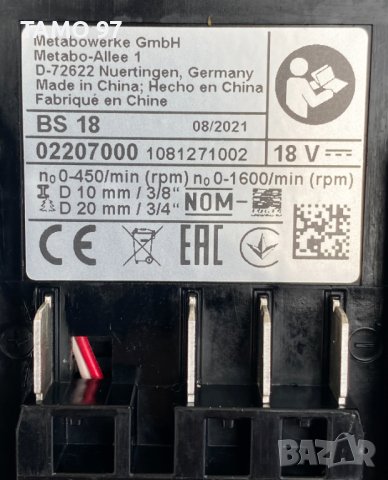 TAMO 97
Metabowerke GmbH
Metabo-Allee 1
D-72622 Nuertingen, Germany
Made in China; Hecho en China
Fabriqué en Chine
BS 18 08/2021
02207000 1081271002 18 V
n₀ 0-450/min (rpm) n₀ 0-1600/min (rpm)
D 10 mm / 3/8“ NOM-
D 20 mm / 3/4“
CE EAC
BAZAR